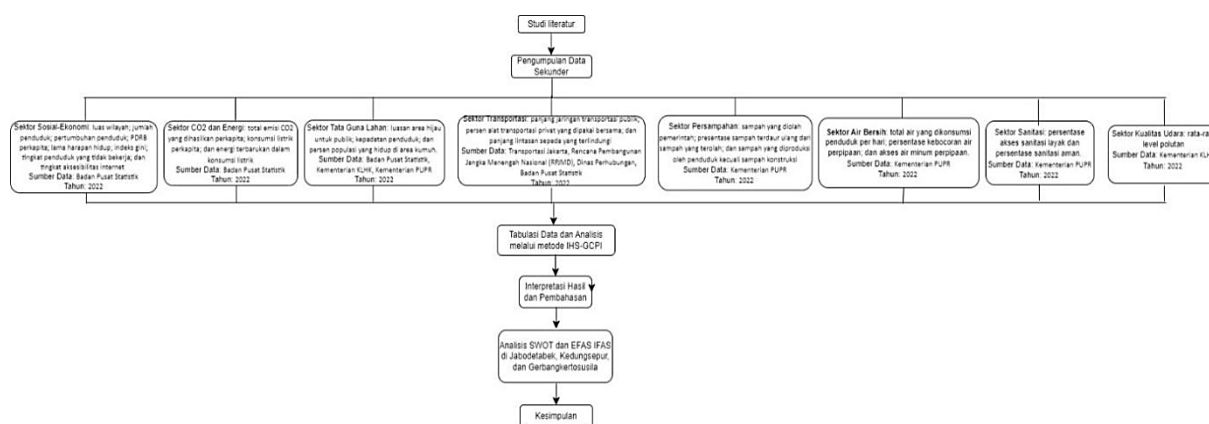 Studi literatur
Pengumpulan Data
Sekunder
Sektor Sosial-Ekonomi: luas wilayah; jumlah
penduduk; pertumbuhan penduduk; PDRB
perkapita; lama harapan hidup; indeks gini;
tingkat penduduk yang tidak bekerja; dan
tingkat aksesibilitas internet
Sumber Data: Badan Pusat Statistik
Tahun: 2022
Sektor CO2 dan Energi: total emisi CO2
yang dihasilkan perkapita; konsumsi listrik
perkapita; dan energi terbarukan dalam
konsumsi listrik
Sumber Data: Badan Pusat Statistik
Tahun: 2022
Sektor Tata Guna Lahan: luasan area hijau
untuk public; kepadatan penduduk; dan
persen populasi yang hidup di area kumuh.
Sumber Data: Badan Pusat Statistik,
Kementerian KLHK, Kementerian PUPR
Tahun: 2022
Sektor Transportasi: panjang jaringan transportasi publik;
persen alat transportasi privat yang dipakai bersama; dan
panjang lintasan sepeda yang terlindungi
Sumber Data: Transportasi Jakarta, Rencana Pembangunan
Jangka Menengah Nasional (RPJMD), Dinas Perhubungan,
Badan Pusat Statistik
Tahun: 2022
Sektor Persampahan: sampah yang diolah
pemerintah; presentase sampah terdaur ulang dari
sampah yang terolah; dan sampah yang diproduksi
oleh penduduk kecuali sampah konstruksi
Sumber Data: Kementerian PUPR
Tahun: 2022
Sektor Air Bersih: total air yang dikonsumsi
penduduk per hari; persentase kebocoran air
perpipaan; dan akses air minum perpipaan.
Sumber Data: Kementerian PUPR
Tahun: 2022
Sektor Sanitasi: persentase
akses sanitasi layak dan
persentase sanitasi aman.
Sumber Data: Kementerian PUPR
Tahun: 2022
Sektor Kualitas Udara: rata-ra
level polutan
Sumber Data: Kementerian KLH
Tahun: 2022
Tabulasi Data dan Analisis
melalui metode IHS-GCPI
Interpretasi Hasil
dan Pembahasan
Analisis SWOT dan EFAS IFAS
di Jabodetabek, Kedungsepur,
dan Gerbangkertosusila
Kesimpulan